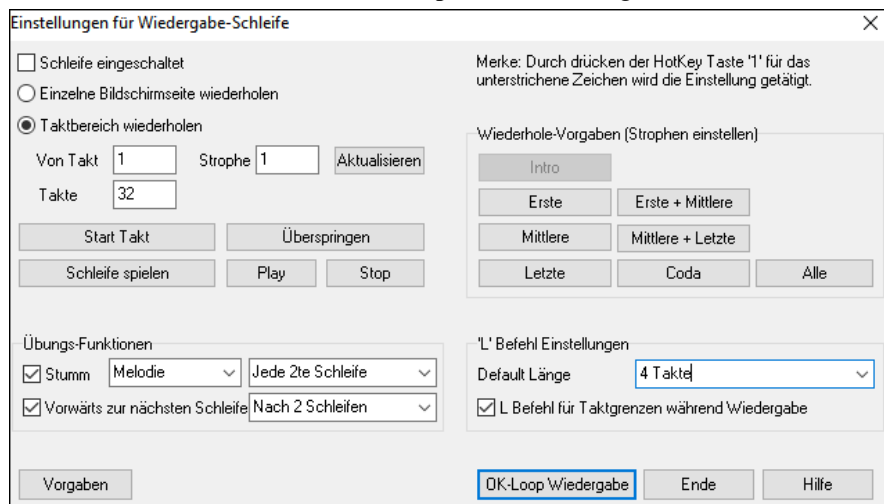 Einstellungen für Wiedergabe-Schleife
Schleife eingeschaltet
Einzelne Bildschirmseite wiederholen
Taktbereich wiederholen
Von Takt 1 Strophe 1 Aktualisieren
Takte 32
Start Takt Überspringen
Schleife spielen Play Stop
Merke: Durch drücken der HotKey Taste '1' für das
unterstrichene Zeichen wird die Einstellung getätigt.
Wiederhole-Vorgaben (Strophen einstellen)
Intro
Erste Erste + Mittlere
Mittlere Mittlere + Letzte
Letzte Coda Alle
Übungs-Funktionen
Stumm Melodie Jede 2te Schleife
Vorwärts zur nächsten Schleife Nach 2 Schleifen
'L' Befehl Einstellungen
Default Länge 4 Takte
L Befehl für Taktgrenzen während Wiedergabe
Vorgaben OK-Loop Wiedergabe Ende Hilfe